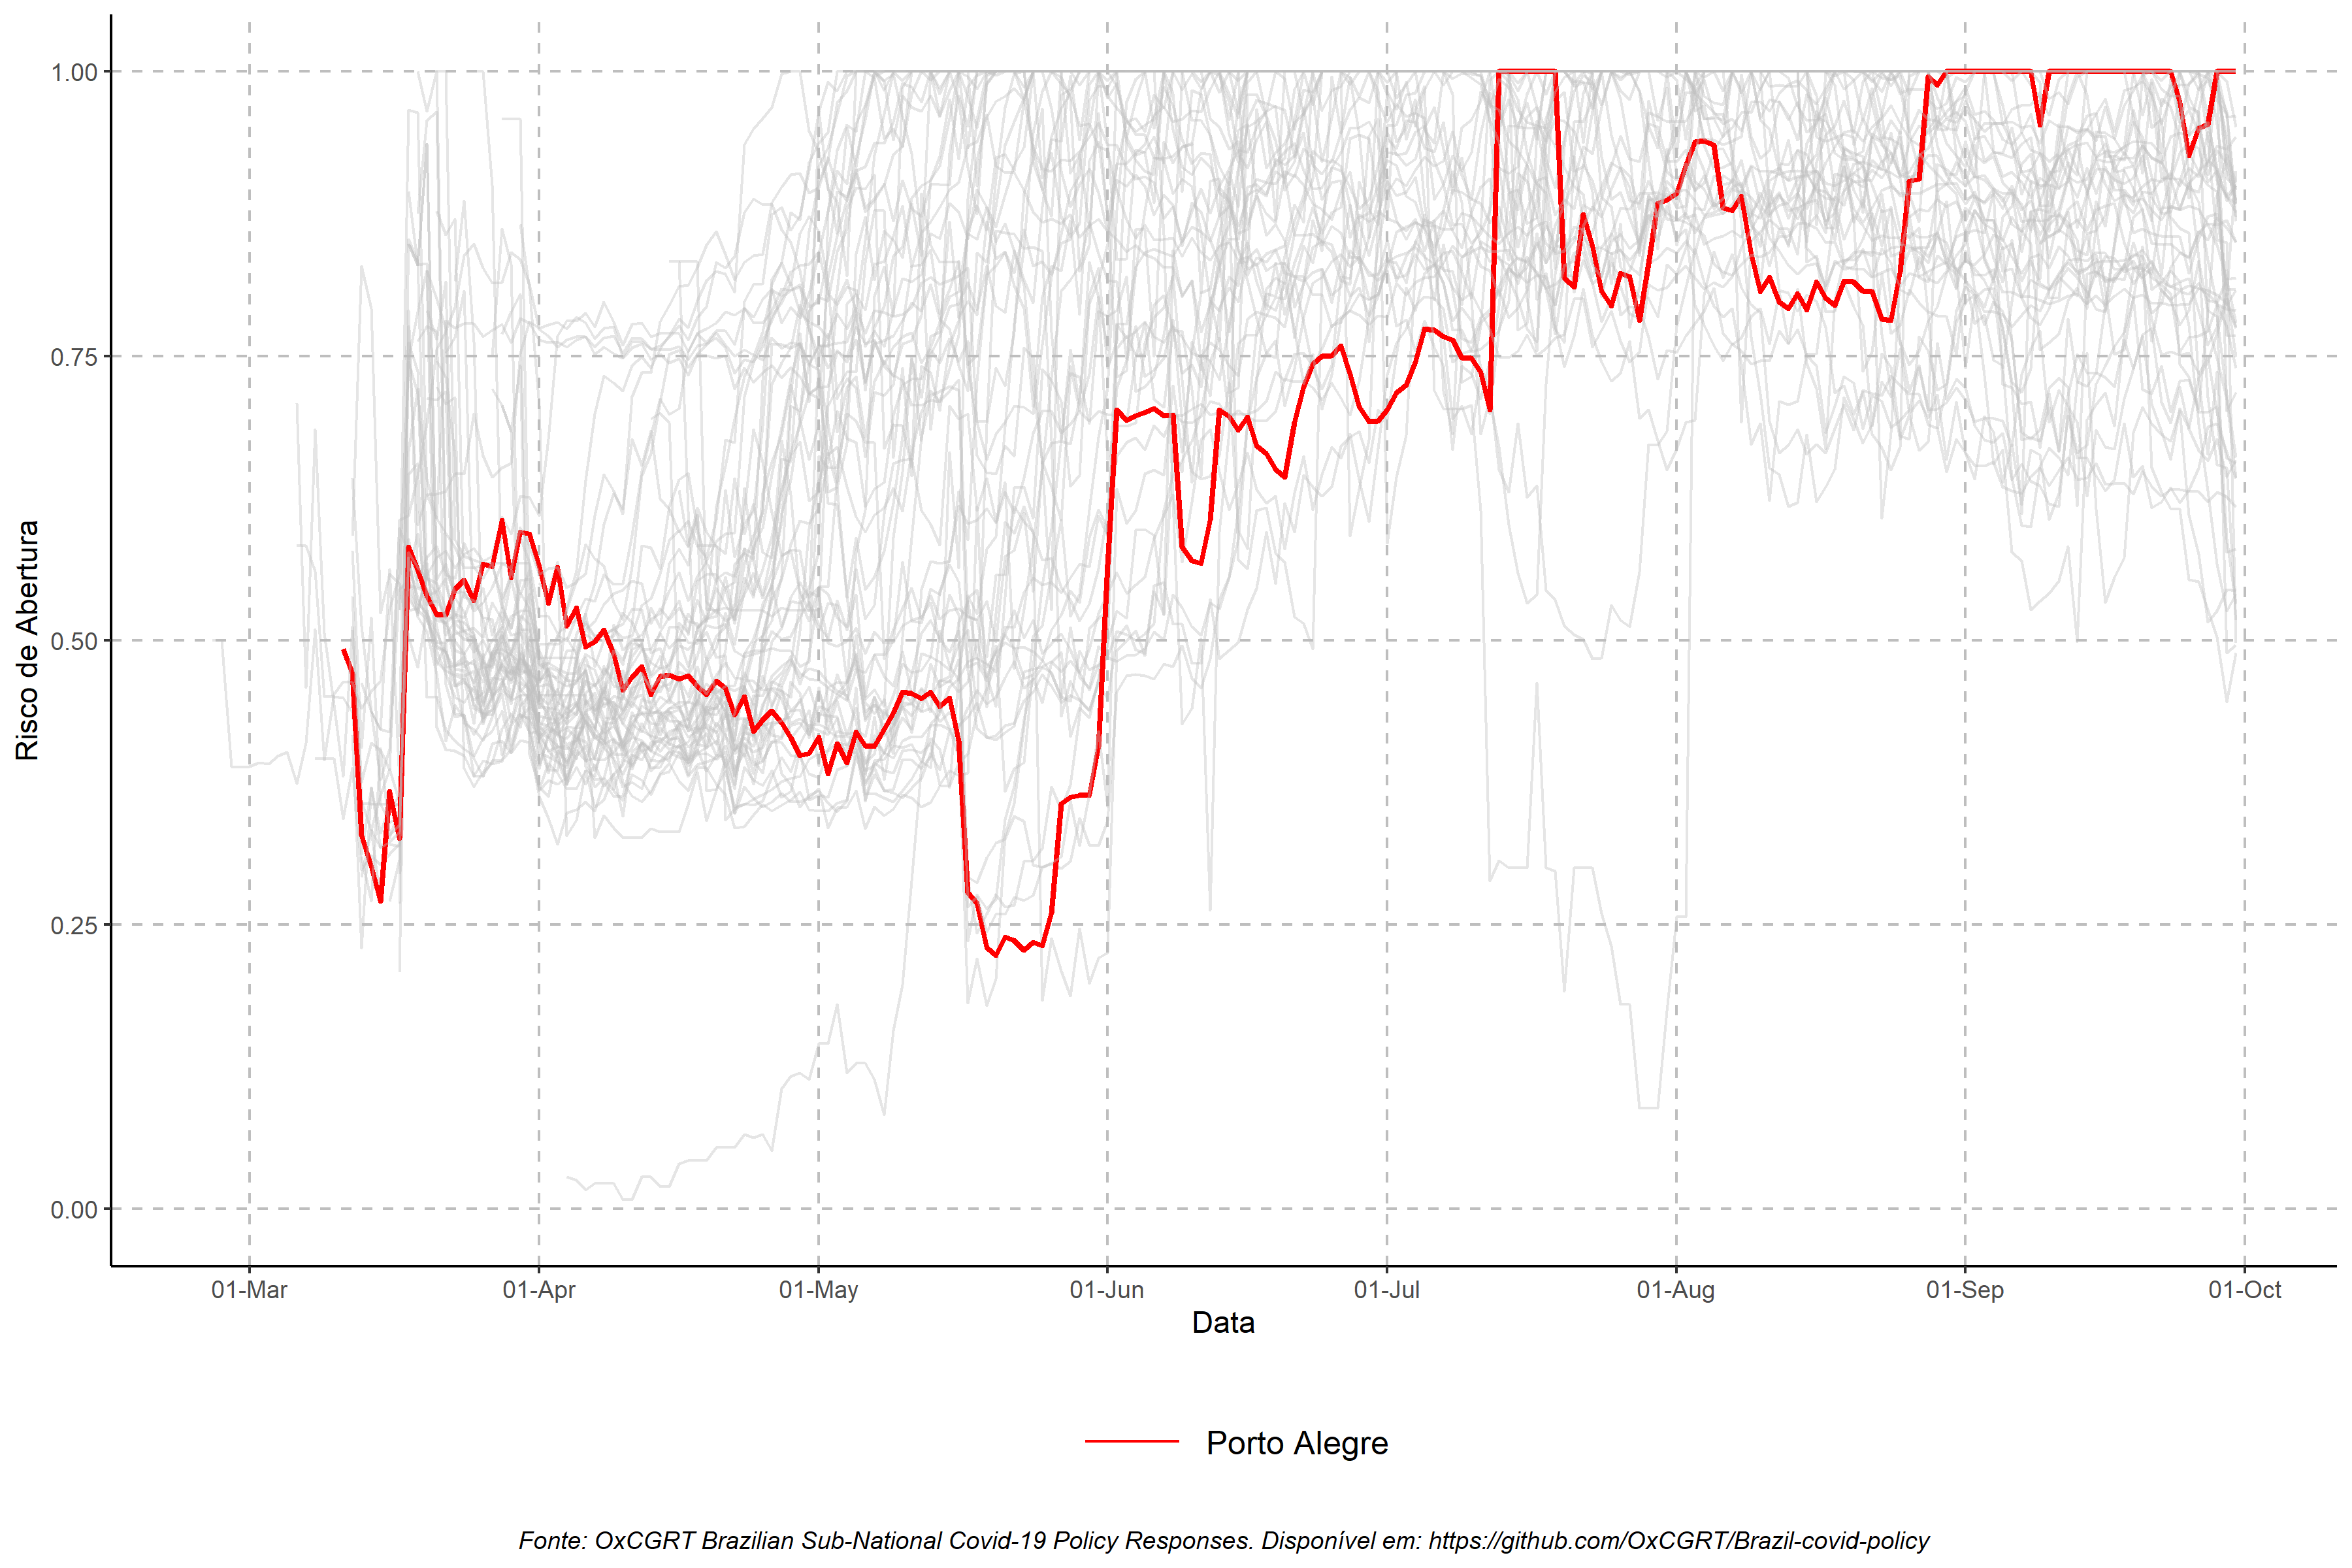 1.00
0.75
0.50
0.25
0.00
Risco de Abertura
01-Mar 01-Apr 01-May 01-Jun 01-Jul 01-Aug 01-Sep 01-Oct
Data
Porto Alegre
Fonte: OxCGRT Brazilian Sub-National Covid-19 Policy Responses. Disponível em: https://github.com/OxCGRT/Brazil-covid-policy